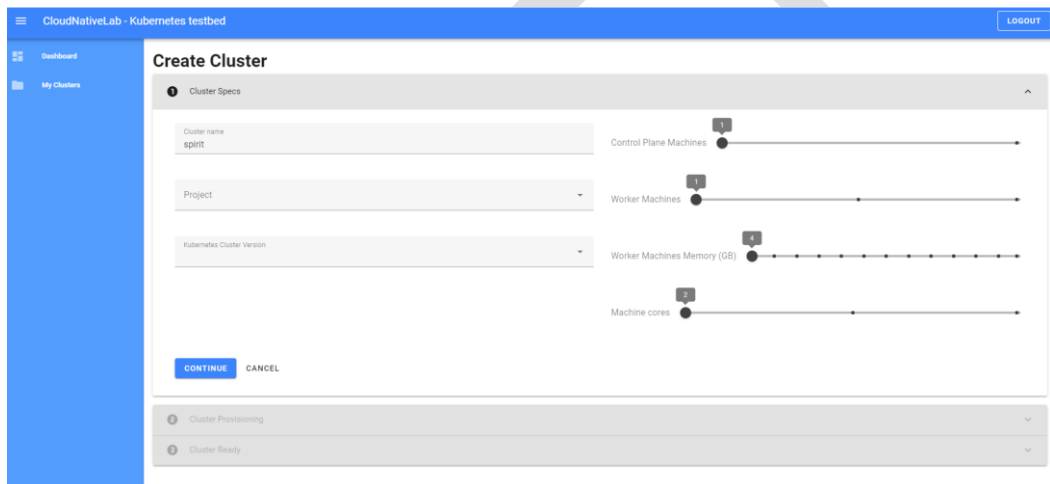 CloudNativeLab - Kubernetes testbed
LOGOUT
Dashboard
My Clusters
Create Cluster
1 Cluster Specs
Cluster name
spirit
Project
Kubernetes Cluster Version
Control Plane Machines 1
Worker Machines 1
Worker Machines Memory (GB) 4
Machine cores 2
CONTINUE CANCEL
2 Cluster Provisioning
3 Cluster Ready